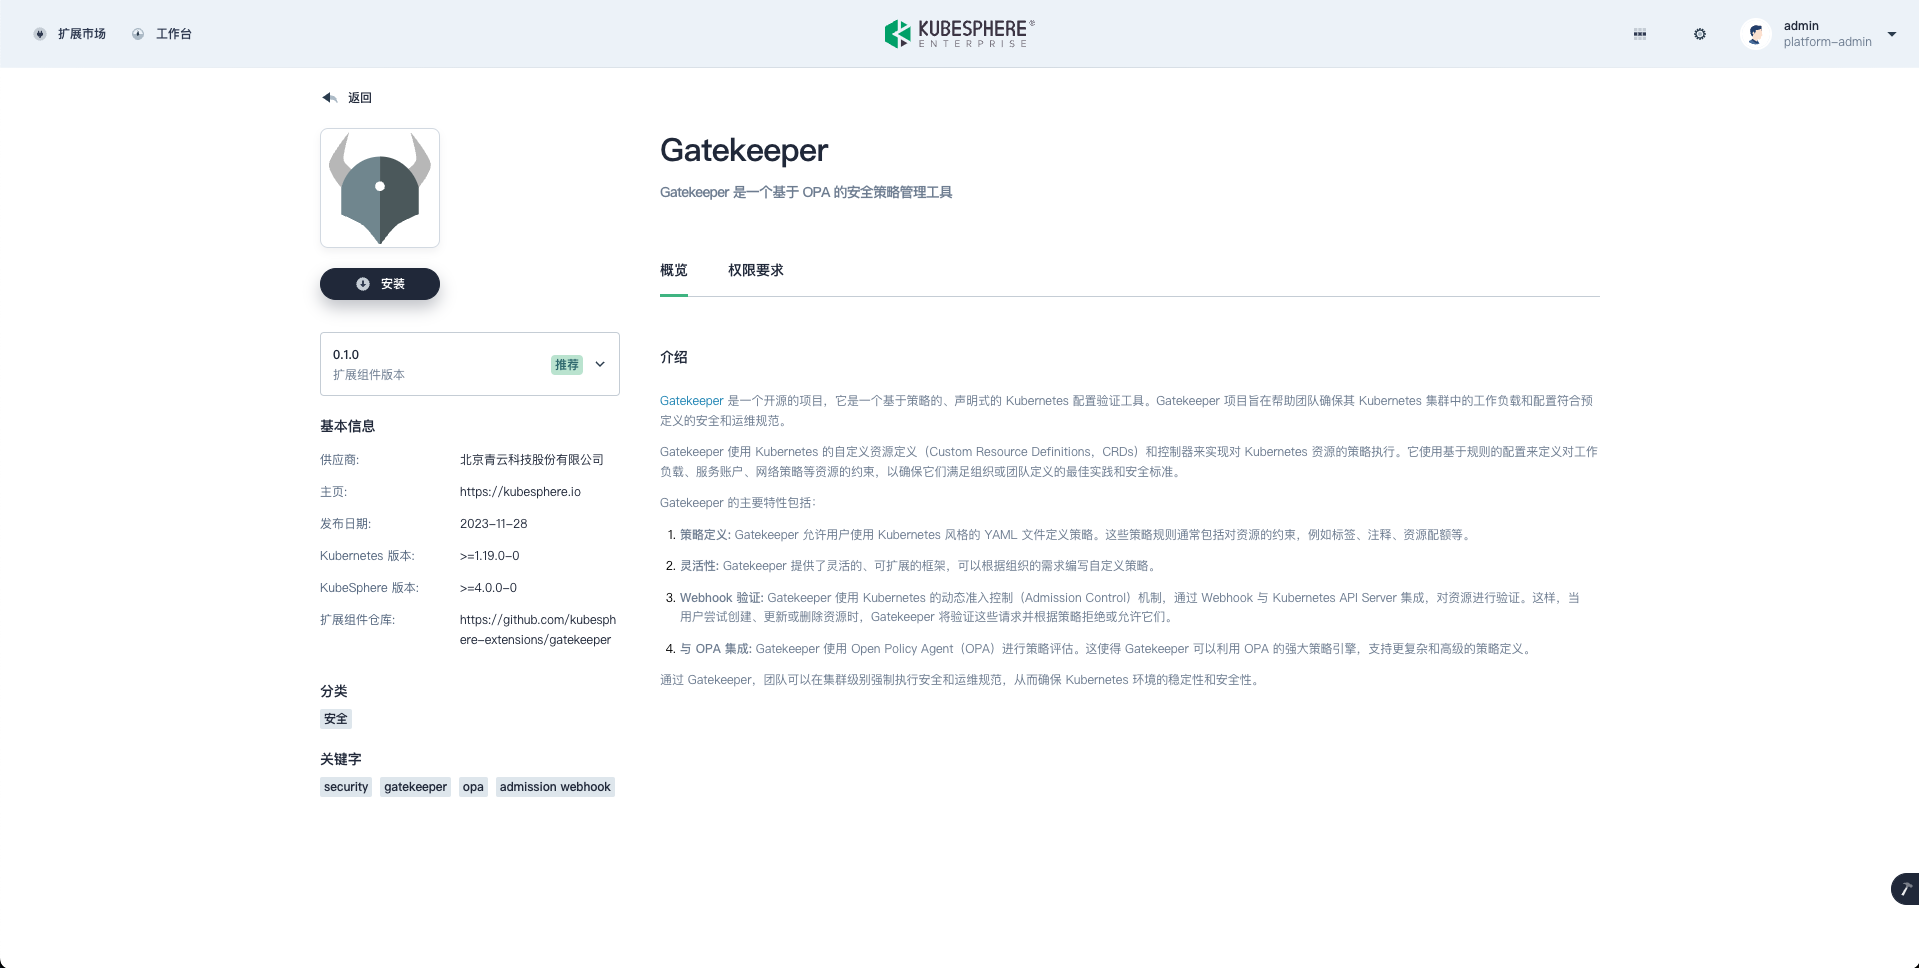 扩展市场
工作台
KUBESPHERE®
ENTERPRISE
admin
platform-admin
返回
安装
0.1.0
扩展组件版本
推荐
基本信息
供应商: 北京青云科技股份有限公司
主页: https://kubesphere.io
发布日期: 2023-11-28
Kubernetes 版本: >=1.19.0-0
KubeSphere 版本: >=4.0.0-0
扩展组件仓库: https://github.com/kubesph
ere-extensions/gatekeeper
分类
安全
关键字
security gatekeeper opa admission webhook
Gatekeeper
Gatekeeper 是一个基于 OPA 的安全策略管理工具
概览 权限要求
介绍
Gatekeeper 是一个开源的项目，它是一个基于策略的、声明式的 Kubernetes 配置验证工具。Gatekeeper 项目旨在帮助团队确保其 Kubernetes 集群中的工作负载和配置符合预
定义的安全和运维规范。
Gatekeeper 使用 Kubernetes 的自定义资源定义（Custom Resource Definitions，CRDs）和控制器来实现对 Kubernetes 资源的策略执行。它使用基于规则的配置来定义对工作
负载、服务账户、网络策略等资源的约束，以确保它们满足组织或团队定义的最佳实践和安全标准。
Gatekeeper 的主要特性包括：
1. 策略定义: Gatekeeper 允许用户使用 Kubernetes 风格的 YAML 文件定义策略。这些策略规则通常包括对资源的约束，例如标签、注释、资源配额等。
2. 灵活性: Gatekeeper 提供了灵活的、可扩展的框架，可以根据组织的需求编写自定义策略。
3. Webhook 验证: Gatekeeper 使用 Kubernetes 的动态准入控制（Admission Control）机制，通过 Webhook 与 Kubernetes API Server 集成，对资源进行验证。这样，当
用户尝试创建、更新或删除资源时，Gatekeeper 将验证这些请求并根据策略拒绝或允许它们。
4. 与 OPA 集成: Gatekeeper 使用 Open Policy Agent（OPA）进行策略评估。这使得 Gatekeeper 可以利用 OPA 的强大策略引擎，支持更复杂和高级的策略定义。
通过 Gatekeeper，团队可以在集群级别强制执行安全和运维规范，从而确保 Kubernetes 环境的稳定性和安全性。